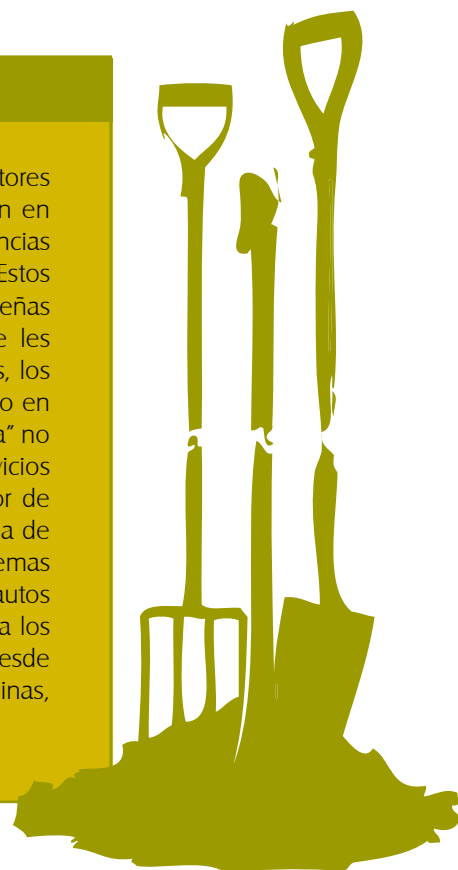 tores
n en
ncias
Estos
eñas
e les
s, los
o en
a” no
vicios
or de
a de
emas
autos
a los
esde
inas,